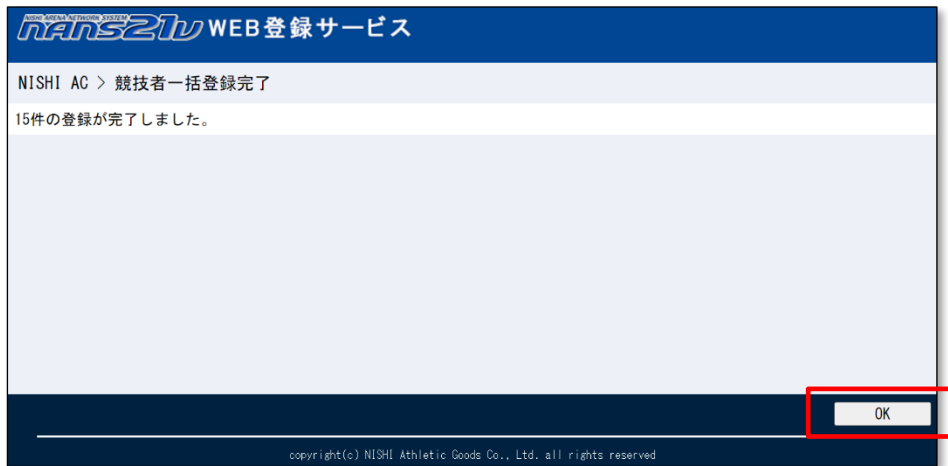 NISHI ARENA NETWORK SYSTEM
nANS21V WEB登録サービス
NISHI AC > 競技者一括登録完了
15件の登録が完了しました。
OK
copyright(c) NISHI Athletic Goods Co., Ltd. all rights reserved